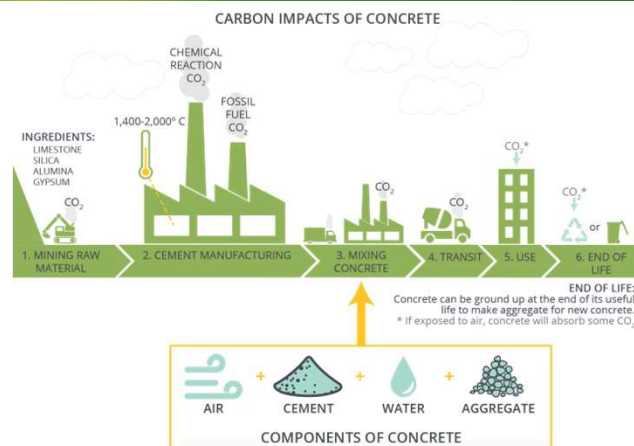 CARBON IMPACTS OF CONCRETE
CHEMICAL
REACTION
CO₂
FOSSIL
FUEL
CO₂
1,400-2,000° C
INGREDIENTS:
LIMESTONE
SILICA
ALUMINA
GYPSUM
CO₂
CO₂
CO₂
CO₂*
CO₂*
or
1. MINING RAW
MATERIAL
2. CEMENT MANUFACTURING
3. MIXING
CONCRETE
4. TRANSIT
5. USE
6. END OF
LIFE
END OF LIFE:
Concrete can be ground up at the end of its useful
life to make aggregate for new concrete.
* If exposed to air, concrete will absorb some CO₂
AIR
+
CEMENT
+
WATER
+
AGGREGATE
COMPONENTS OF CONCRETE